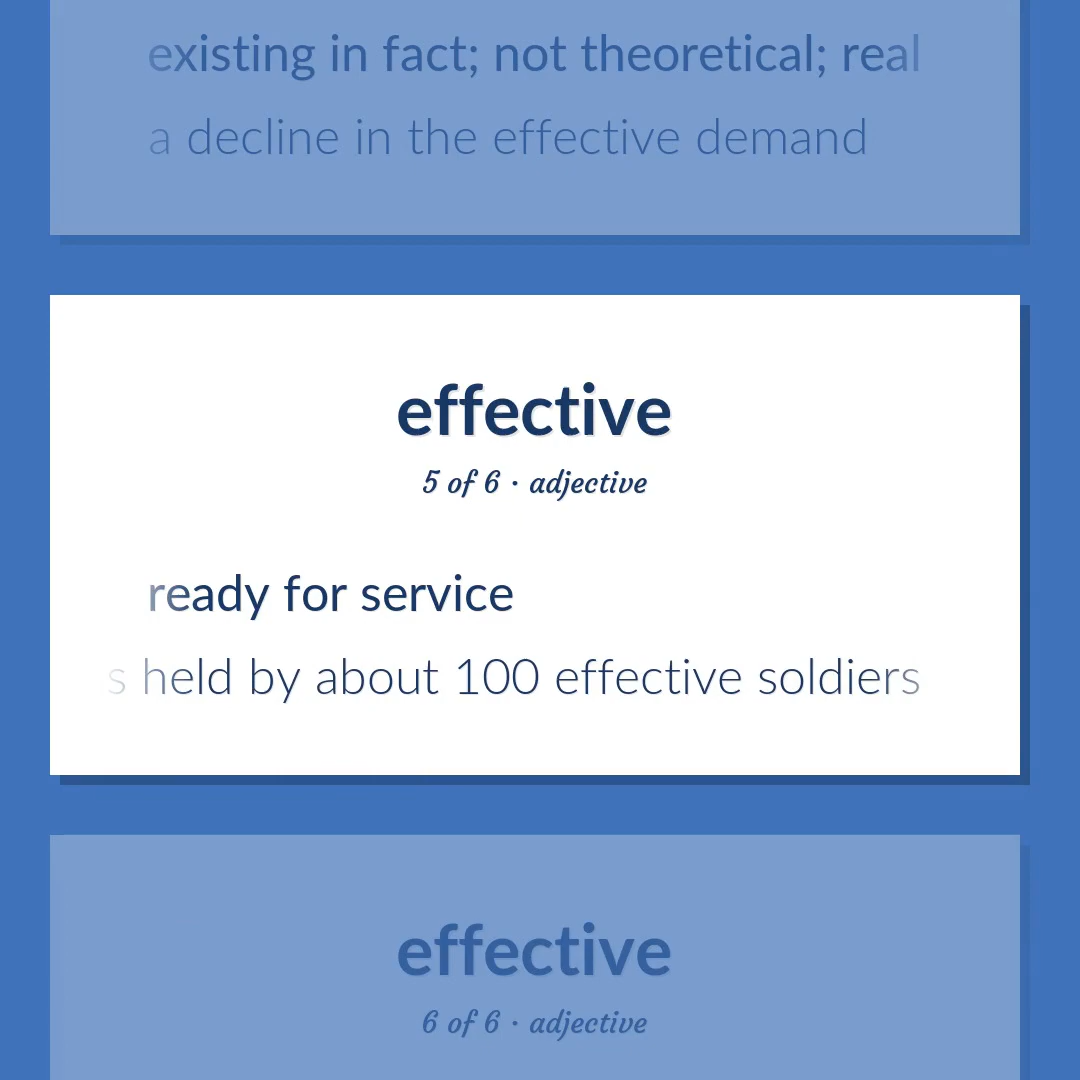 existing in fact; not theoretical; real
a decline in the effective demand
effective
5 of 6 · adjective
ready for service
s held by about 100 effective soldiers
effective
6 of 6 · adjective